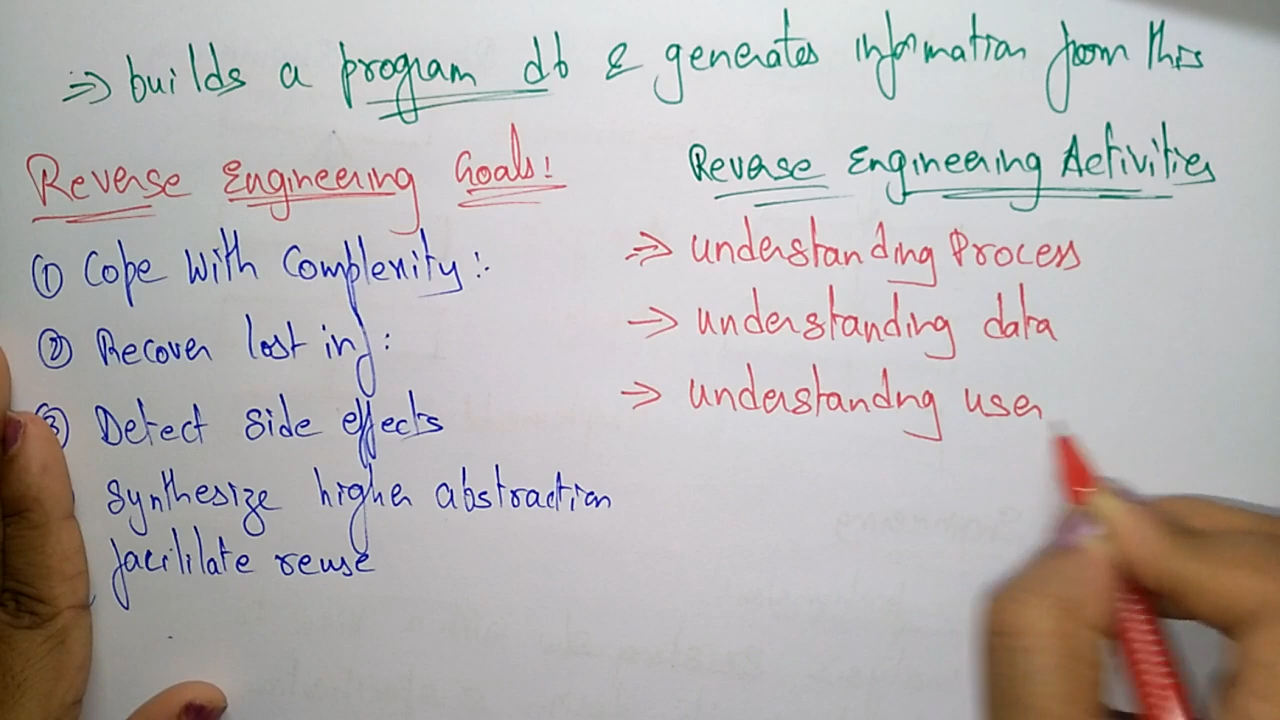 ⇒ builds a program db & generates information from this
Reverse Engineering Goals:
① Cope With Complexity:
② Recover lost inf:
③ Detect Side effects
Synthesize higher abstraction
facilitate reuse
Reverse Engineering Activities
⇒ understanding Process
→ understanding data
→ understanding user